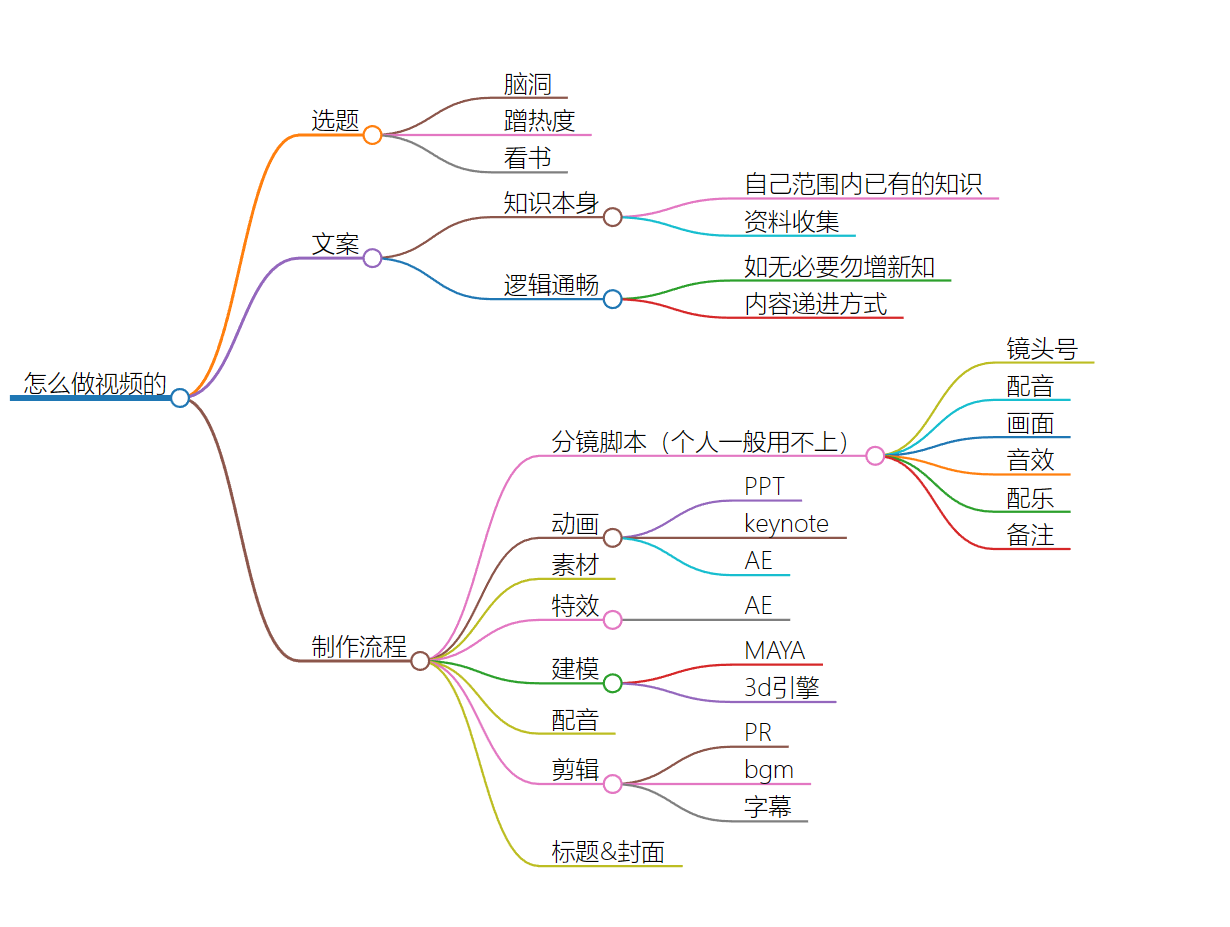 怎么做视频的
选题
脑洞
蹭热度
看书
文案
知识本身
自己范围内已有的知识
资料收集
逻辑通畅
如无必要勿增新知
内容递进方式
制作流程
分镜脚本（个人一般用不上）
镜头号
配音
画面
音效
配乐
备注
动画
PPT
keynote
AE
素材
特效
AE
建模
MAYA
3d引擎
配音
剪辑
PR
bgm
字幕
标题&封面